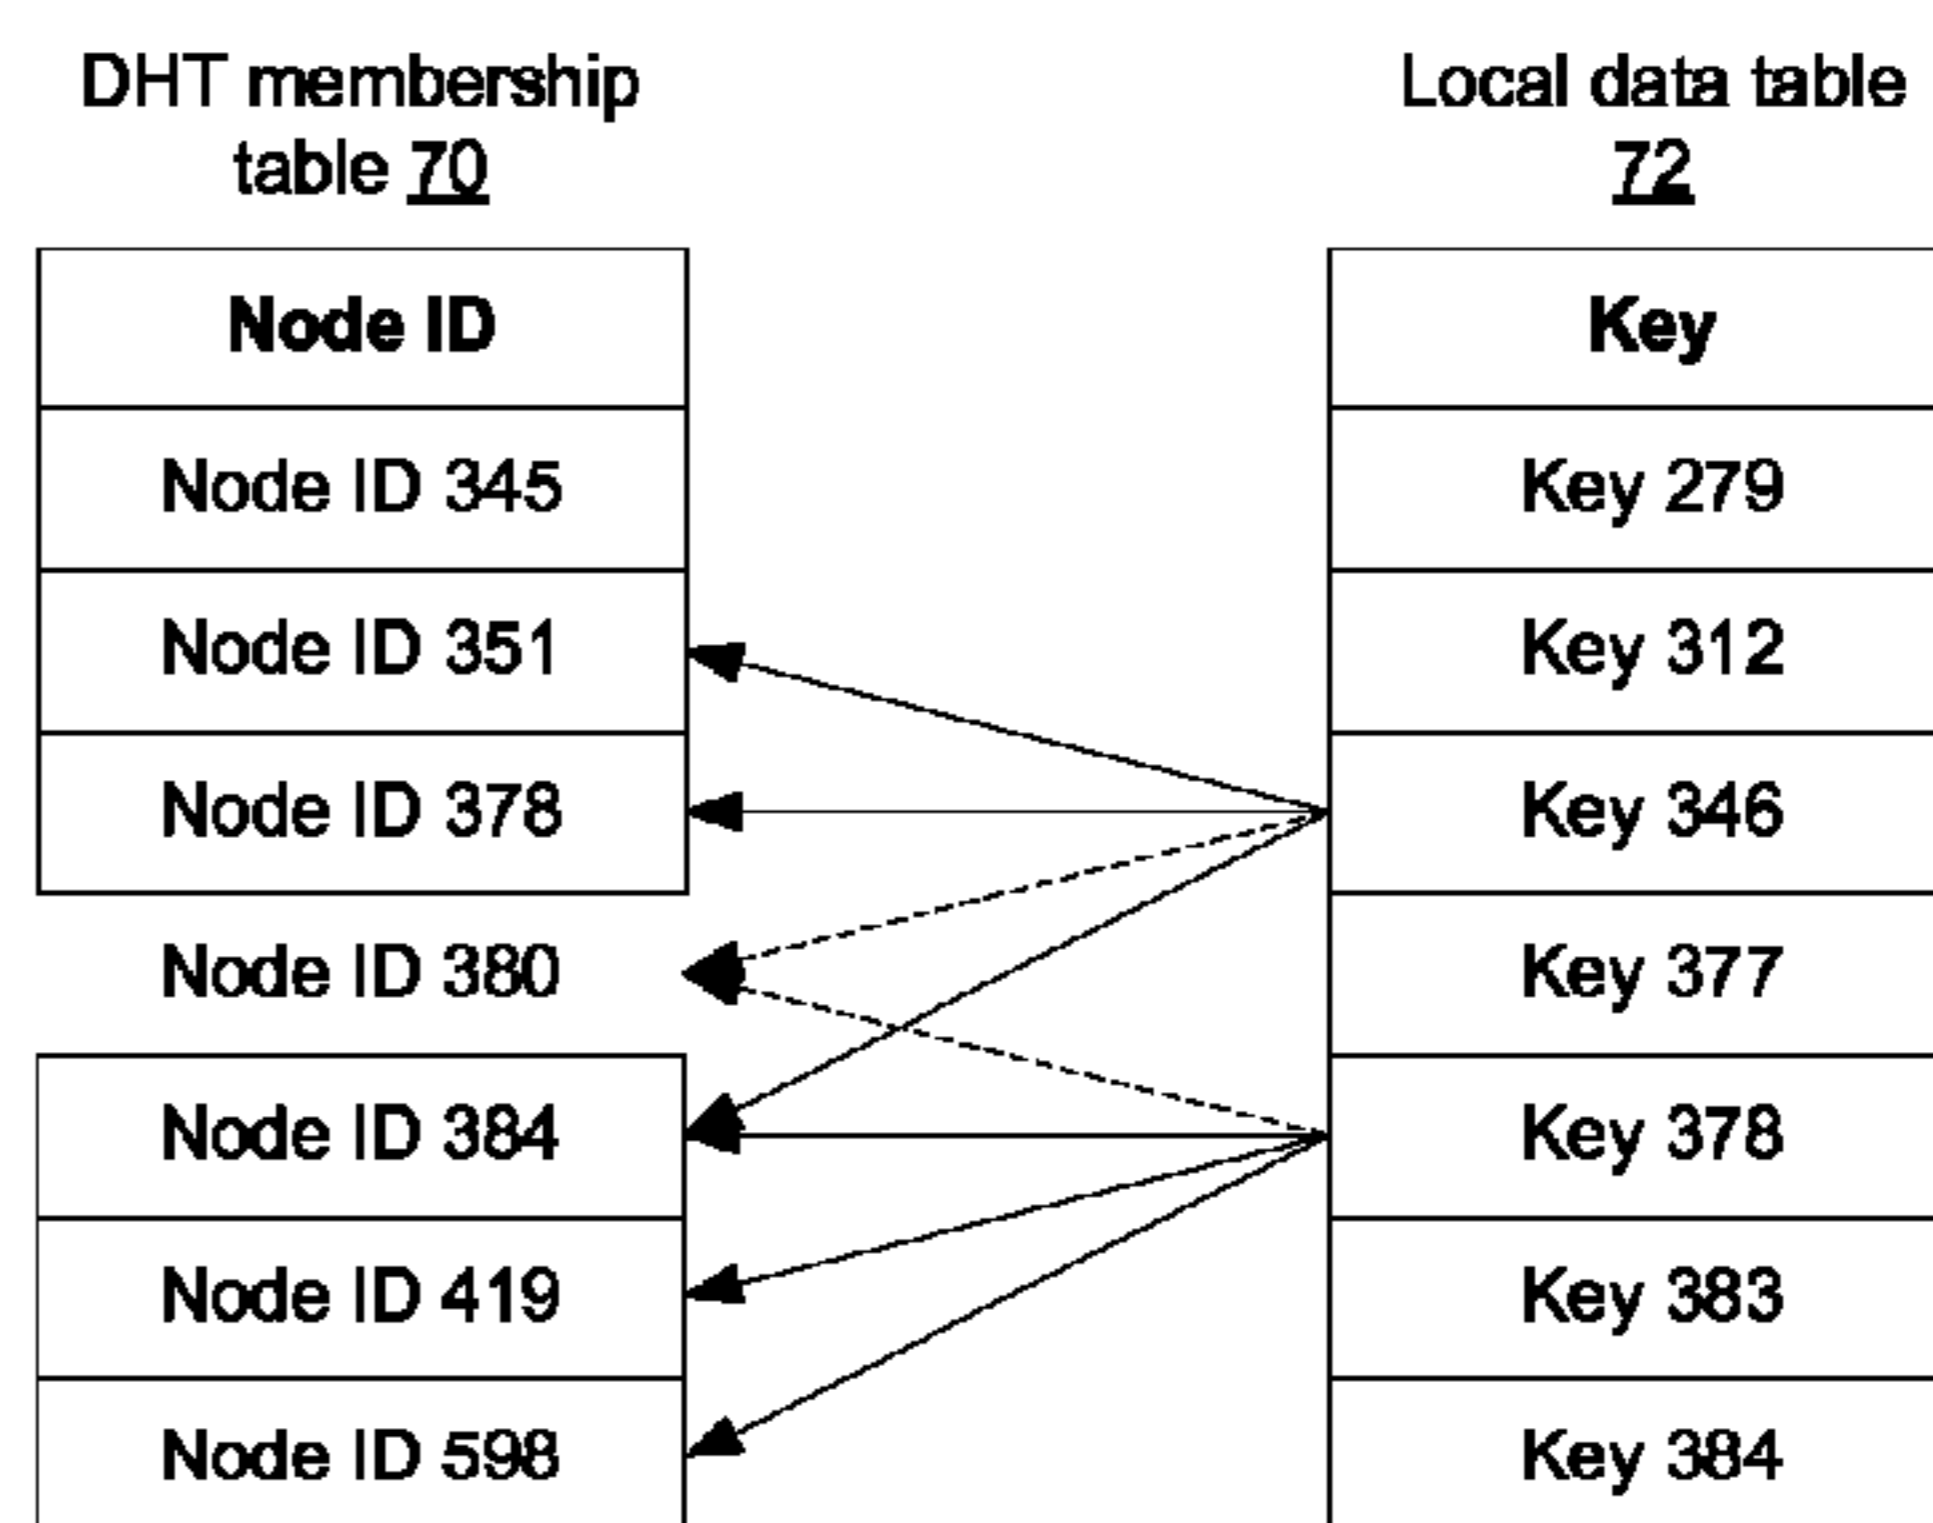 DHT membership
table 70
Node ID
Node ID 345
Node ID 351
Node ID 378
Node ID 380
Node ID 384
Node ID 419
Node ID 598
Local data table
72
Key
Key 279
Key 312
Key 346
Key 377
Key 378
Key 383
Key 384